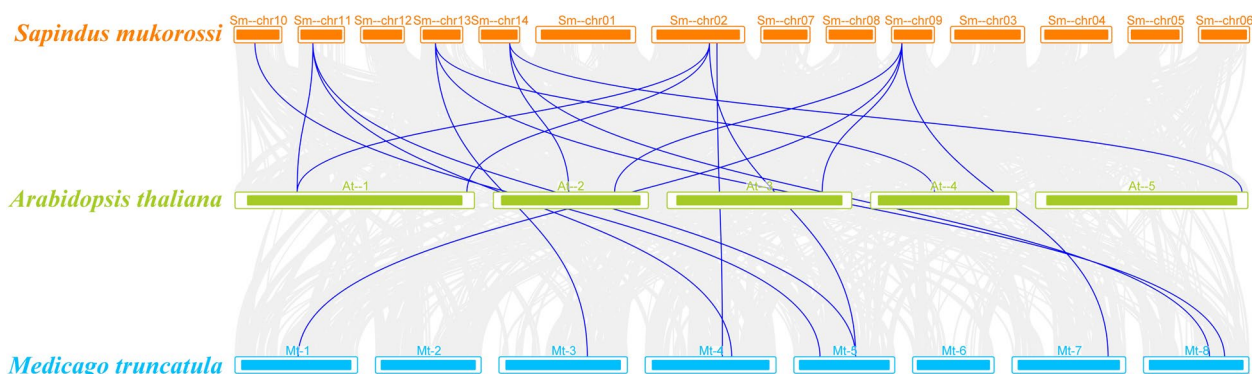 Sapindus mukorossi Sm--chr10 Sm--chr11 Sm--chr12 Sm--chr13 Sm--chr14 Sm--chr01 Sm--chr02 Sm--chr07 Sm--chr08 Sm--chr09 Sm--chr03 Sm--chr04 Sm--chr05 Sm--chr06
Arabidopsis thaliana At--1 At--2 At--3 At--4 At--5
Medicago truncatula Mt-1 Mt-2 Mt-3 Mt-4 Mt-5 Mt-6 Mt-7 Mt-8